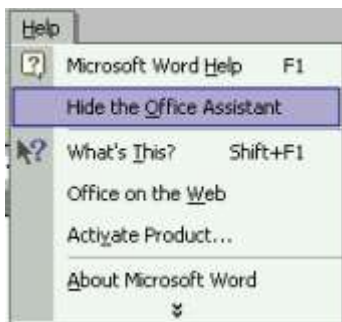 Help
Microsoft Word Help F1
Hide the Office Assistant
What's This? Shift+F1
Office on the Web
Activate Product...
About Microsoft Word